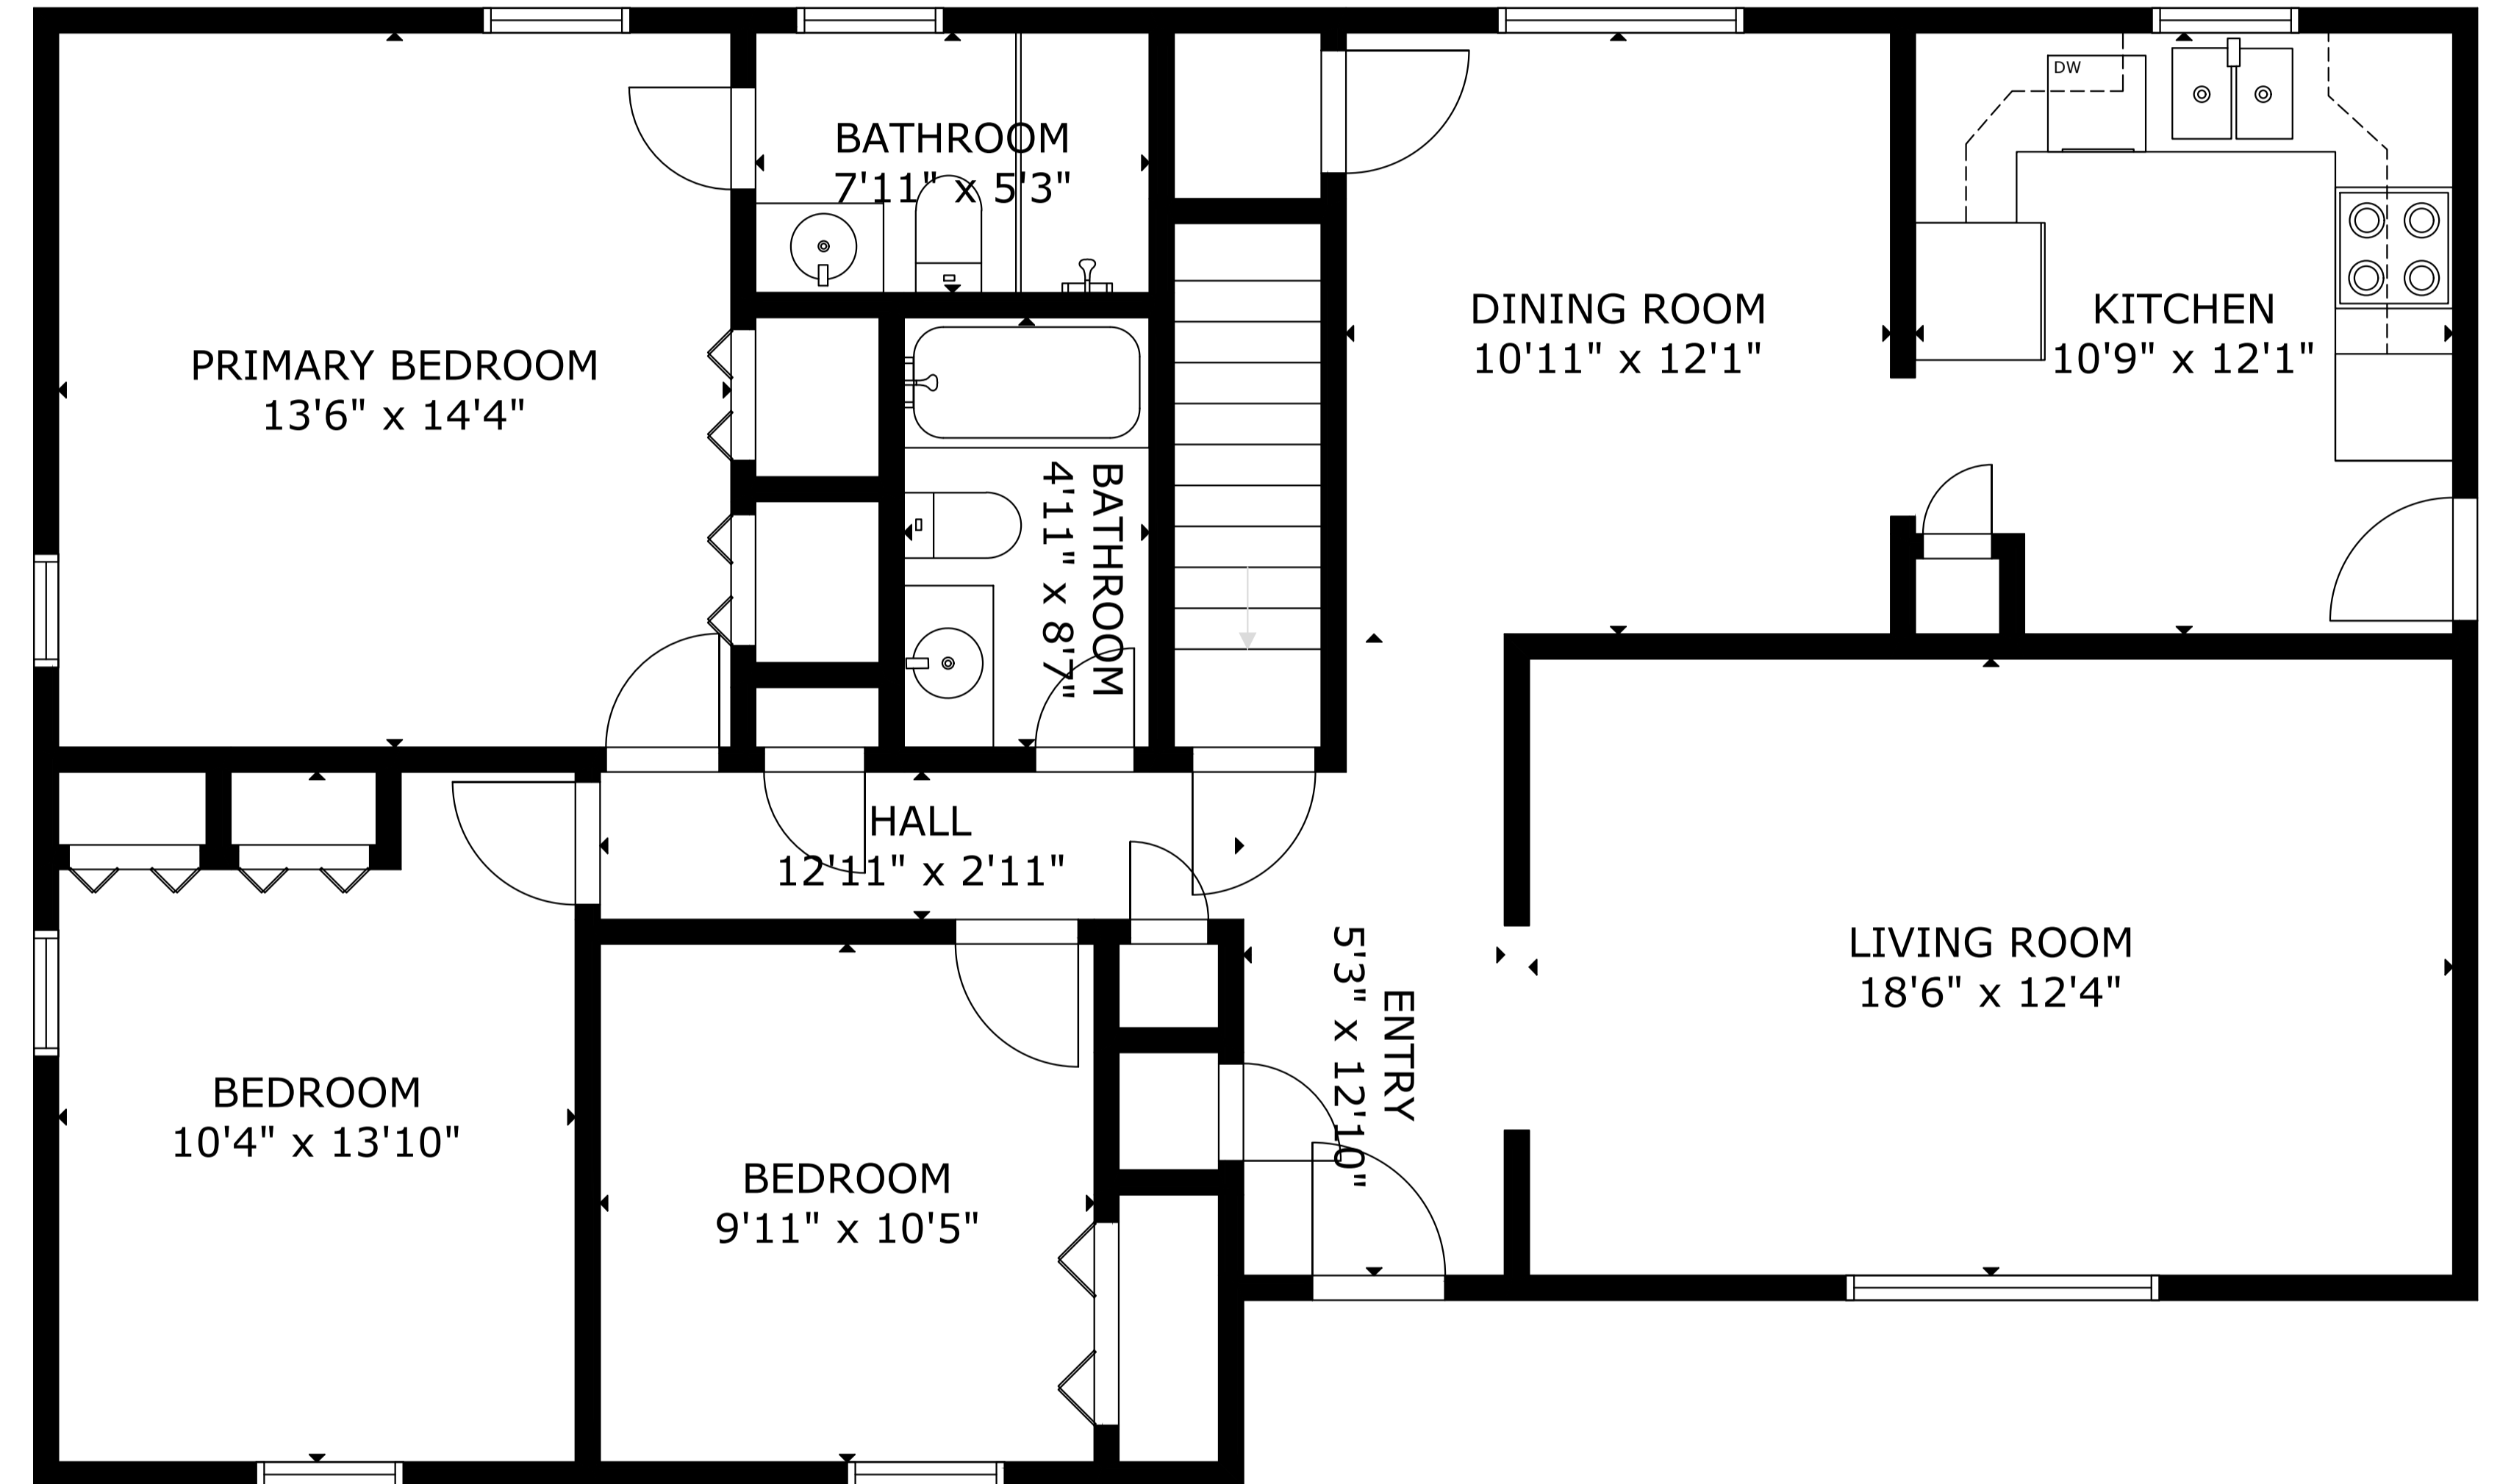 DW
BATHROOM
7'11" x 5'3"
DINING ROOM
10'11" x 12'1"
KITCHEN
10'9" x 12'1"
PRIMARY BEDROOM
13'6" x 14'4"
BATHROOM
4'11" x 8'7"
HALL
12'11" x 2'11"
LIVING ROOM
18'6" x 12'4"
ENTRY
5'3" x 12'10"
BEDROOM
10'4" x 13'10"
BEDROOM
9'11" x 10'5"